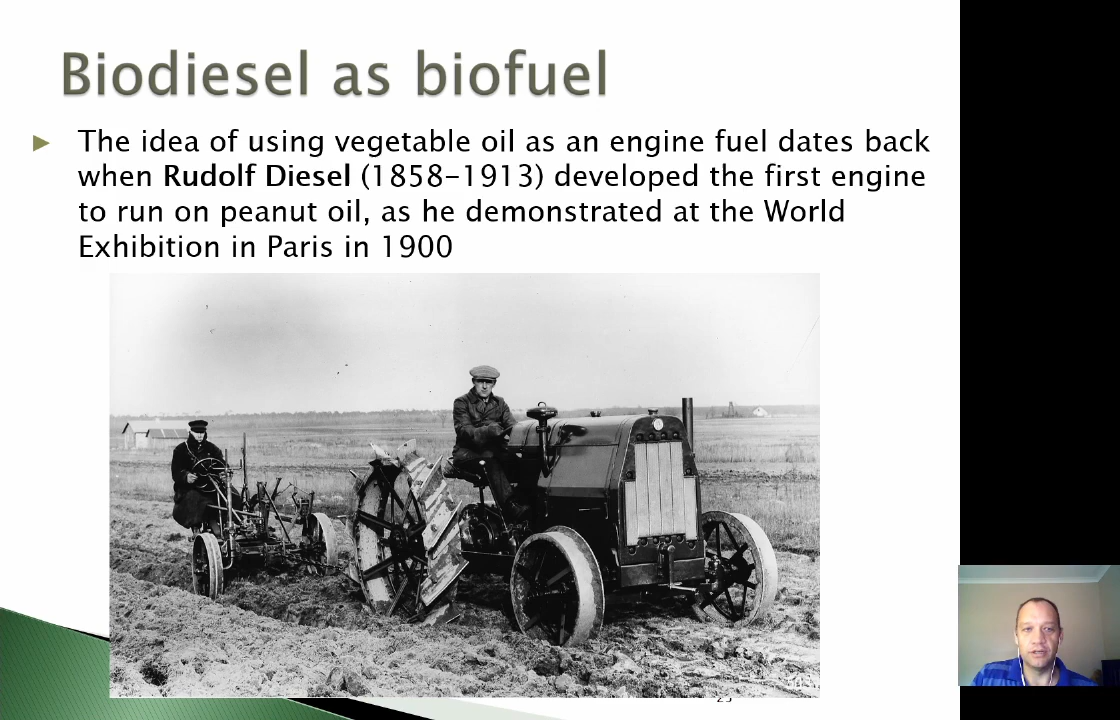 Biodiesel as biofuel
The idea of using vegetable oil as an engine fuel dates back
when Rudolf Diesel (1858-1913) developed the first engine
to run on peanut oil, as he demonstrated at the World
Exhibition in Paris in 1900